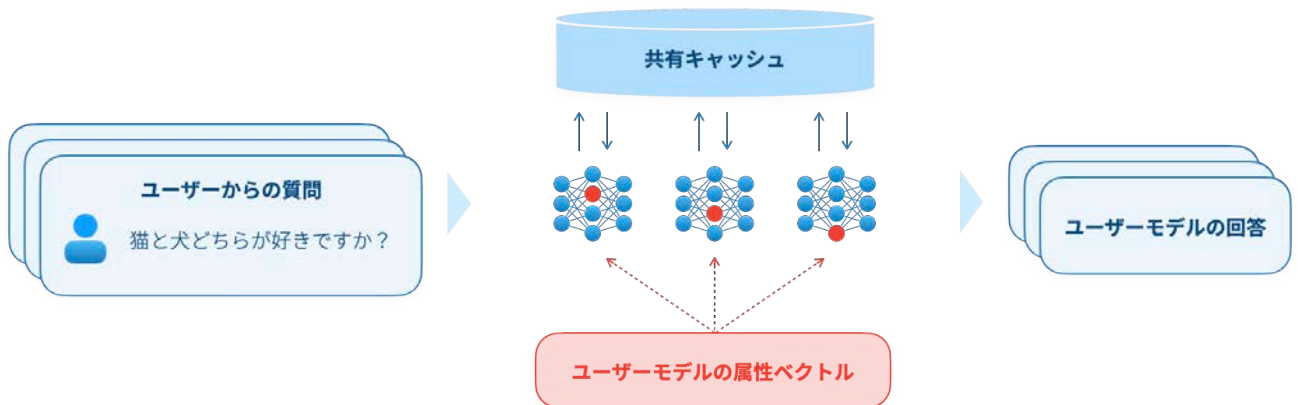 共有キャッシュ
ユーザーからの質問
猫と犬どちらが好きですか？
ユーザーモデルの回答
ユーザーモデルの属性ベクトル